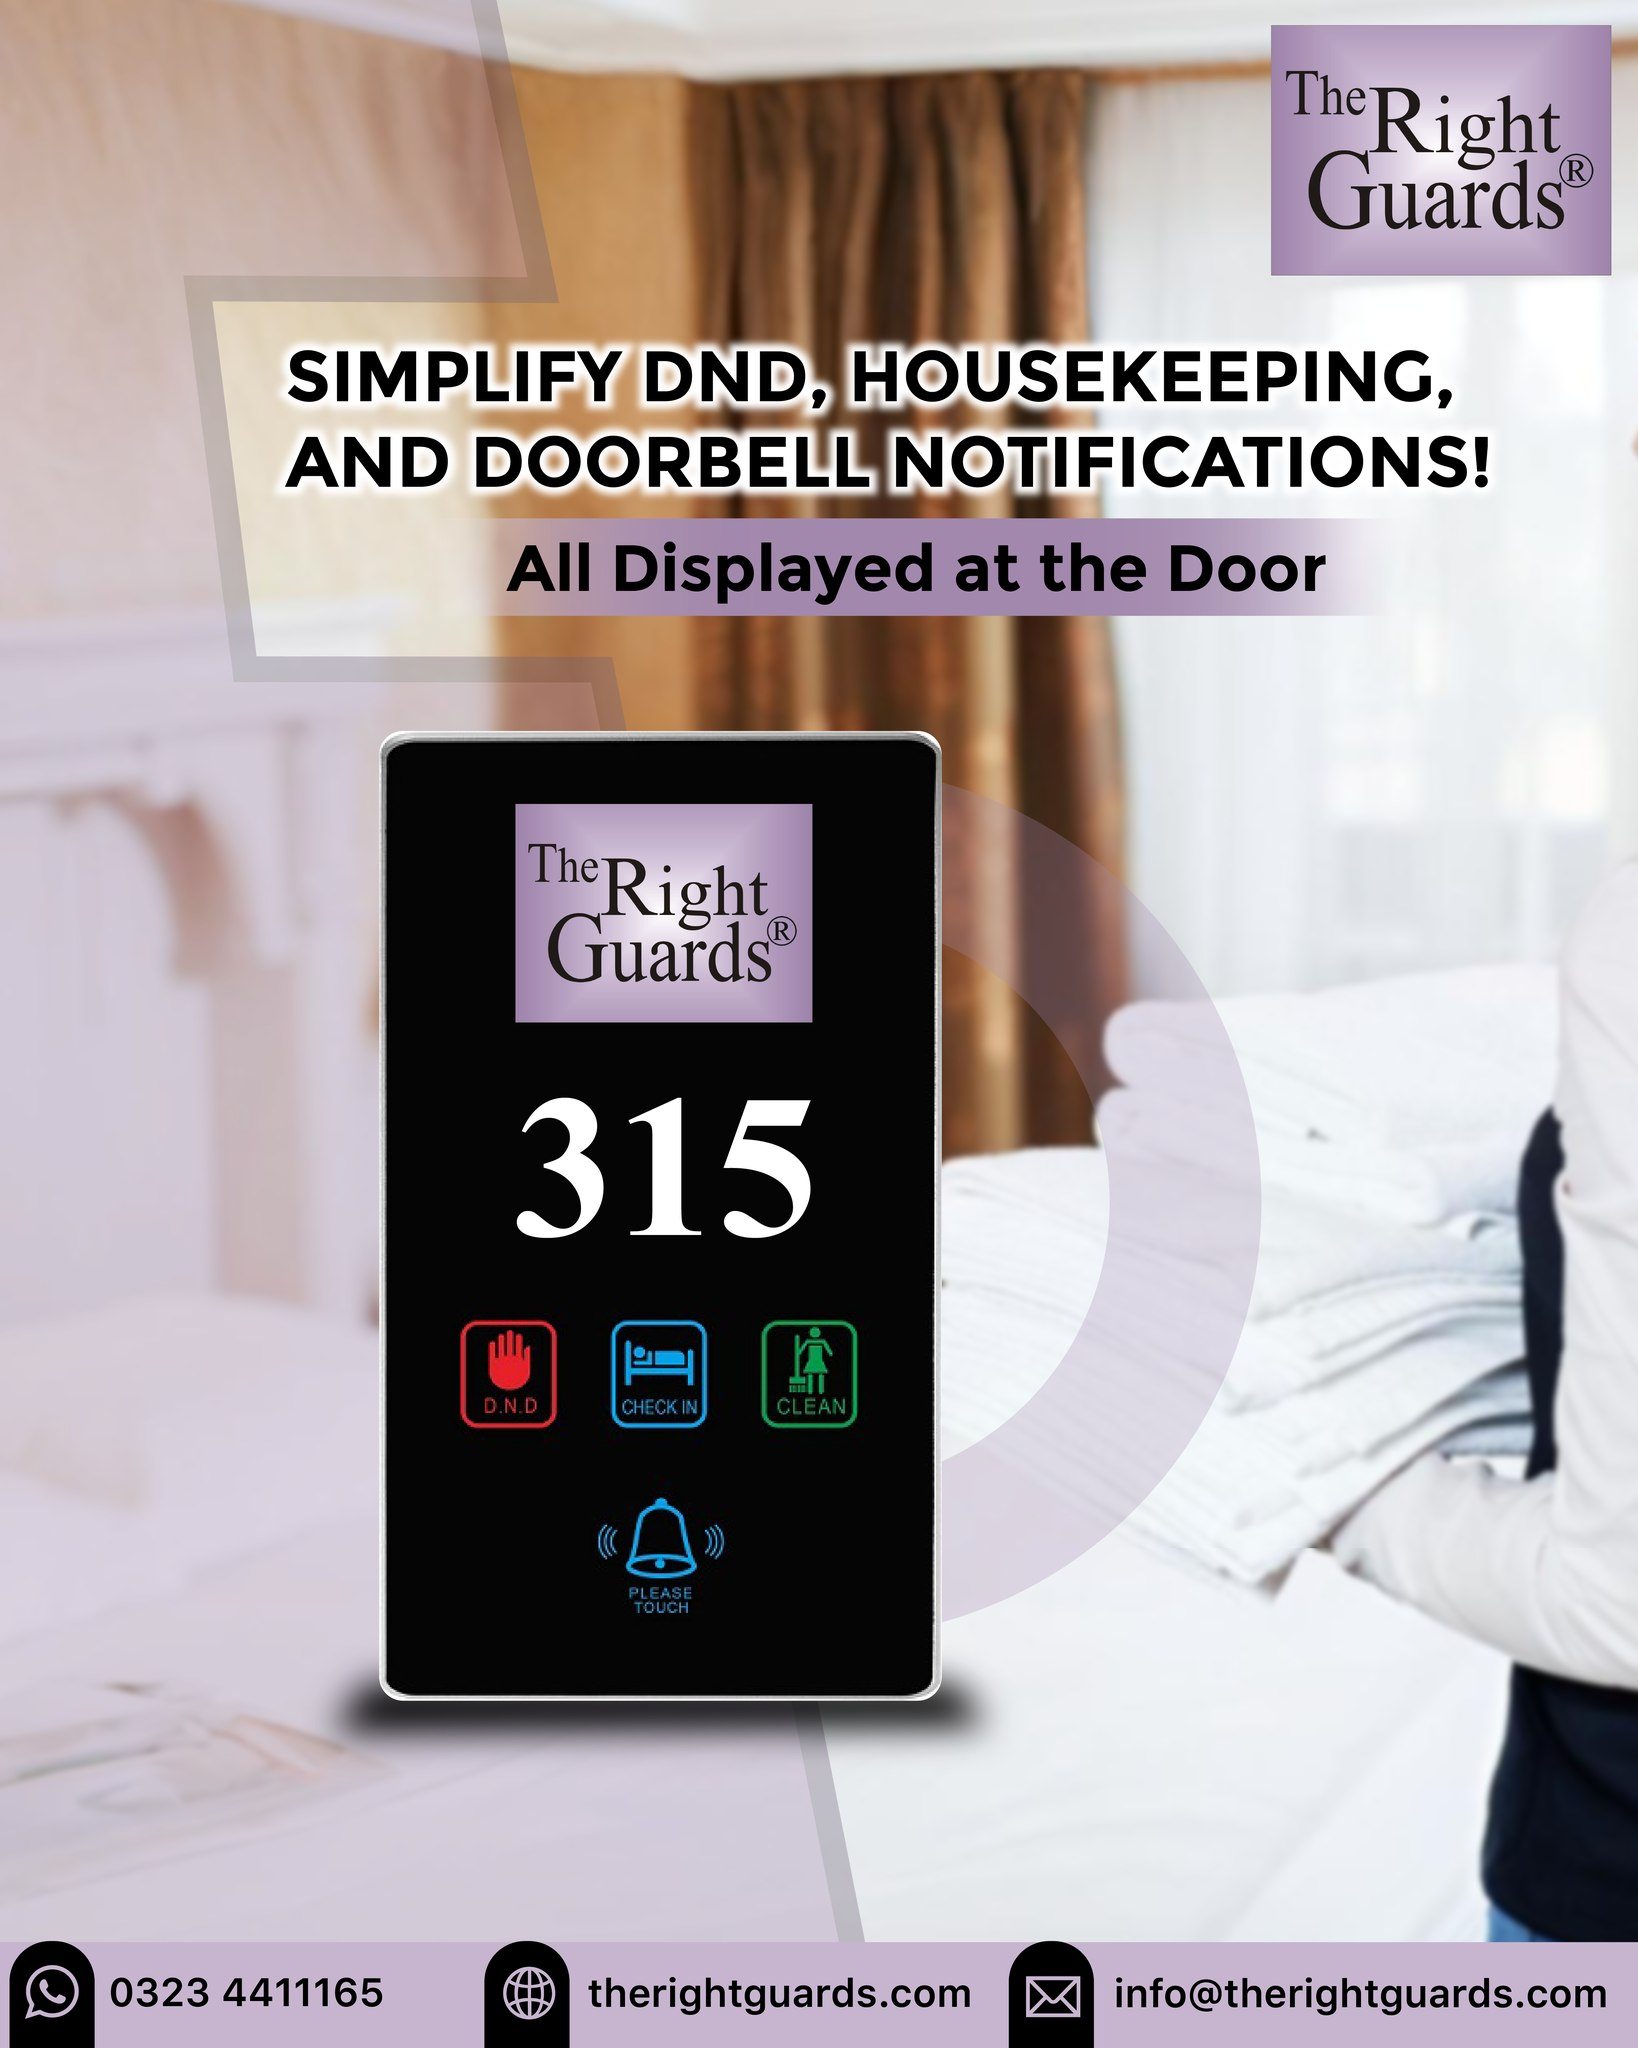 The Right
Guards®
SIMPLIFY DND, HOUSEKEEPING,
AND DOORBELL NOTIFICATIONS!
All Displayed at the Door
The Right
Guards®
315
D.N.D
CHECK IN
CLEAN
PLEASE
TOUCH
0323 4411165
therightguards.com
info@therightguards.com